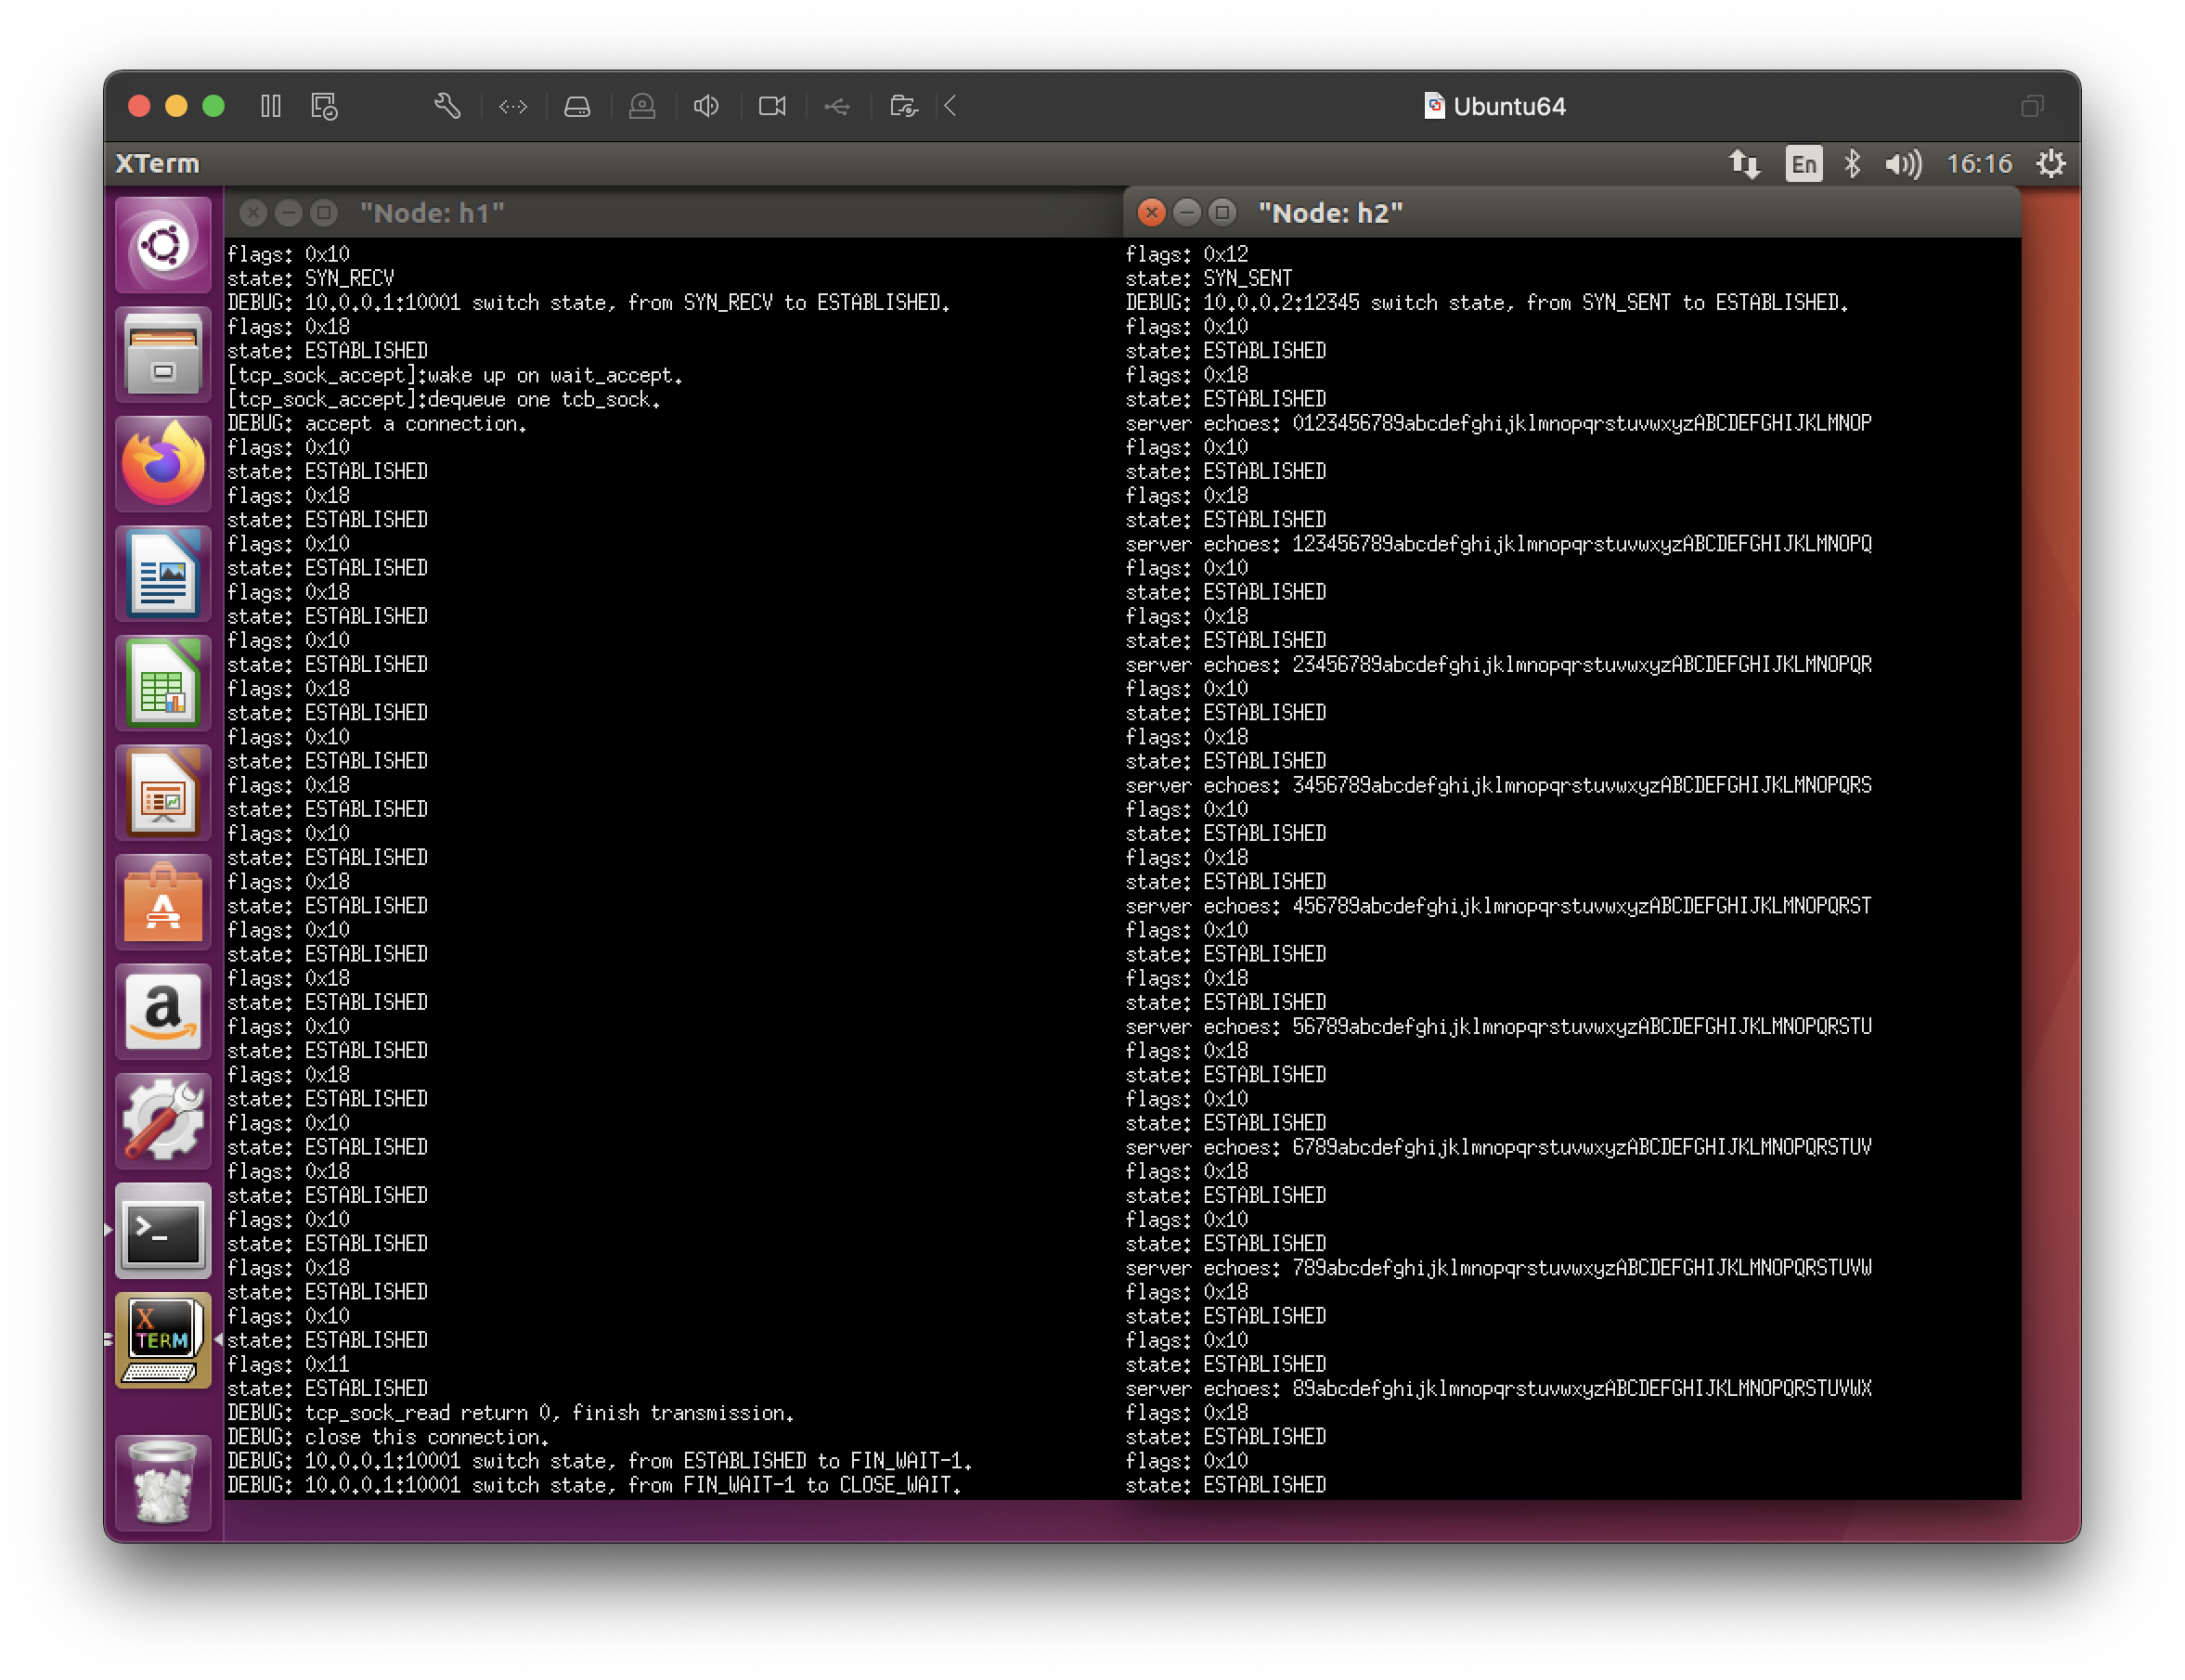 Ubuntu64
XTerm
En
16:16
"Node: h1"
flags: 0x10
state: SYN_RECV
DEBUG: 10.0.0.1:10001 switch state, from SYN_RECV to ESTABLISHED.
flags: 0x18
state: ESTABLISHED
[tcp_sock_accept]:wake up on wait_accept.
[tcp_sock_accept]:dequeue one tcb_sock.
DEBUG: accept a connection.
flags: 0x10
state: ESTABLISHED
flags: 0x18
state: ESTABLISHED
flags: 0x10
state: ESTABLISHED
flags: 0x18
state: ESTABLISHED
flags: 0x10
state: ESTABLISHED
flags: 0x18
state: ESTABLISHED
flags: 0x10
state: ESTABLISHED
flags: 0x18
state: ESTABLISHED
flags: 0x10
state: ESTABLISHED
flags: 0x18
state: ESTABLISHED
flags: 0x10
state: ESTABLISHED
flags: 0x18
state: ESTABLISHED
flags: 0x10
state: ESTABLISHED
flags: 0x18
state: ESTABLISHED
flags: 0x10
state: ESTABLISHED
flags: 0x18
state: ESTABLISHED
flags: 0x10
state: ESTABLISHED
flags: 0x18
state: ESTABLISHED
flags: 0x10
state: ESTABLISHED
flags: 0x11
state: ESTABLISHED
DEBUG: tcp_sock_read return 0, finish transmission.
DEBUG: close this connection.
DEBUG: 10.0.0.1:10001 switch state, from ESTABLISHED to FIN_WAIT-1.
DEBUG: 10.0.0.1:10001 switch state, from FIN_WAIT-1 to CLOSE_WAIT.
"Node: h2"
flags: 0x12
state: SYN_SENT
DEBUG: 10.0.0.2:12345 switch state, from SYN_SENT to ESTABLISHED.
flags: 0x10
state: ESTABLISHED
flags: 0x18
state: ESTABLISHED
server echoes: 0123456789abcdefghijklmnopqrstuvwxyzABCDEFGHIJKLMNOP
flags: 0x10
state: ESTABLISHED
flags: 0x18
state: ESTABLISHED
server echoes: 123456789abcdefghijklmnopqrstuvwxyzABCDEFGHIJKLMNOPQ
flags: 0x10
state: ESTABLISHED
flags: 0x18
state: ESTABLISHED
server echoes: 23456789abcdefghijklmnopqrstuvwxyzABCDEFGHIJKLMNOPQR
flags: 0x10
state: ESTABLISHED
flags: 0x18
state: ESTABLISHED
server echoes: 3456789abcdefghijklmnopqrstuvwxyzABCDEFGHIJKLMNOPQRS
flags: 0x10
state: ESTABLISHED
flags: 0x18
state: ESTABLISHED
server echoes: 456789abcdefghijklmnopqrstuvwxyzABCDEFGHIJKLMNOPQRST
flags: 0x10
state: ESTABLISHED
flags: 0x18
state: ESTABLISHED
server echoes: 56789abcdefghijklmnopqrstuvwxyzABCDEFGHIJKLMNOPQRSTU
flags: 0x18
state: ESTABLISHED
flags: 0x10
state: ESTABLISHED
server echoes: 6789abcdefghijklmnopqrstuvwxyzABCDEFGHIJKLMNOPQRSTUV
flags: 0x18
state: ESTABLISHED
flags: 0x10
state: ESTABLISHED
server echoes: 789abcdefghijklmnopqrstuvwxyzABCDEFGHIJKLMNOPQRSTUVW
flags: 0x18
state: ESTABLISHED
flags: 0x10
state: ESTABLISHED
server echoes: 89abcdefghijklmnopqrstuvwxyzABCDEFGHIJKLMNOPQRSTUVWX
flags: 0x18
state: ESTABLISHED
flags: 0x10
state: ESTABLISHED
A
a
>_
X
TERM